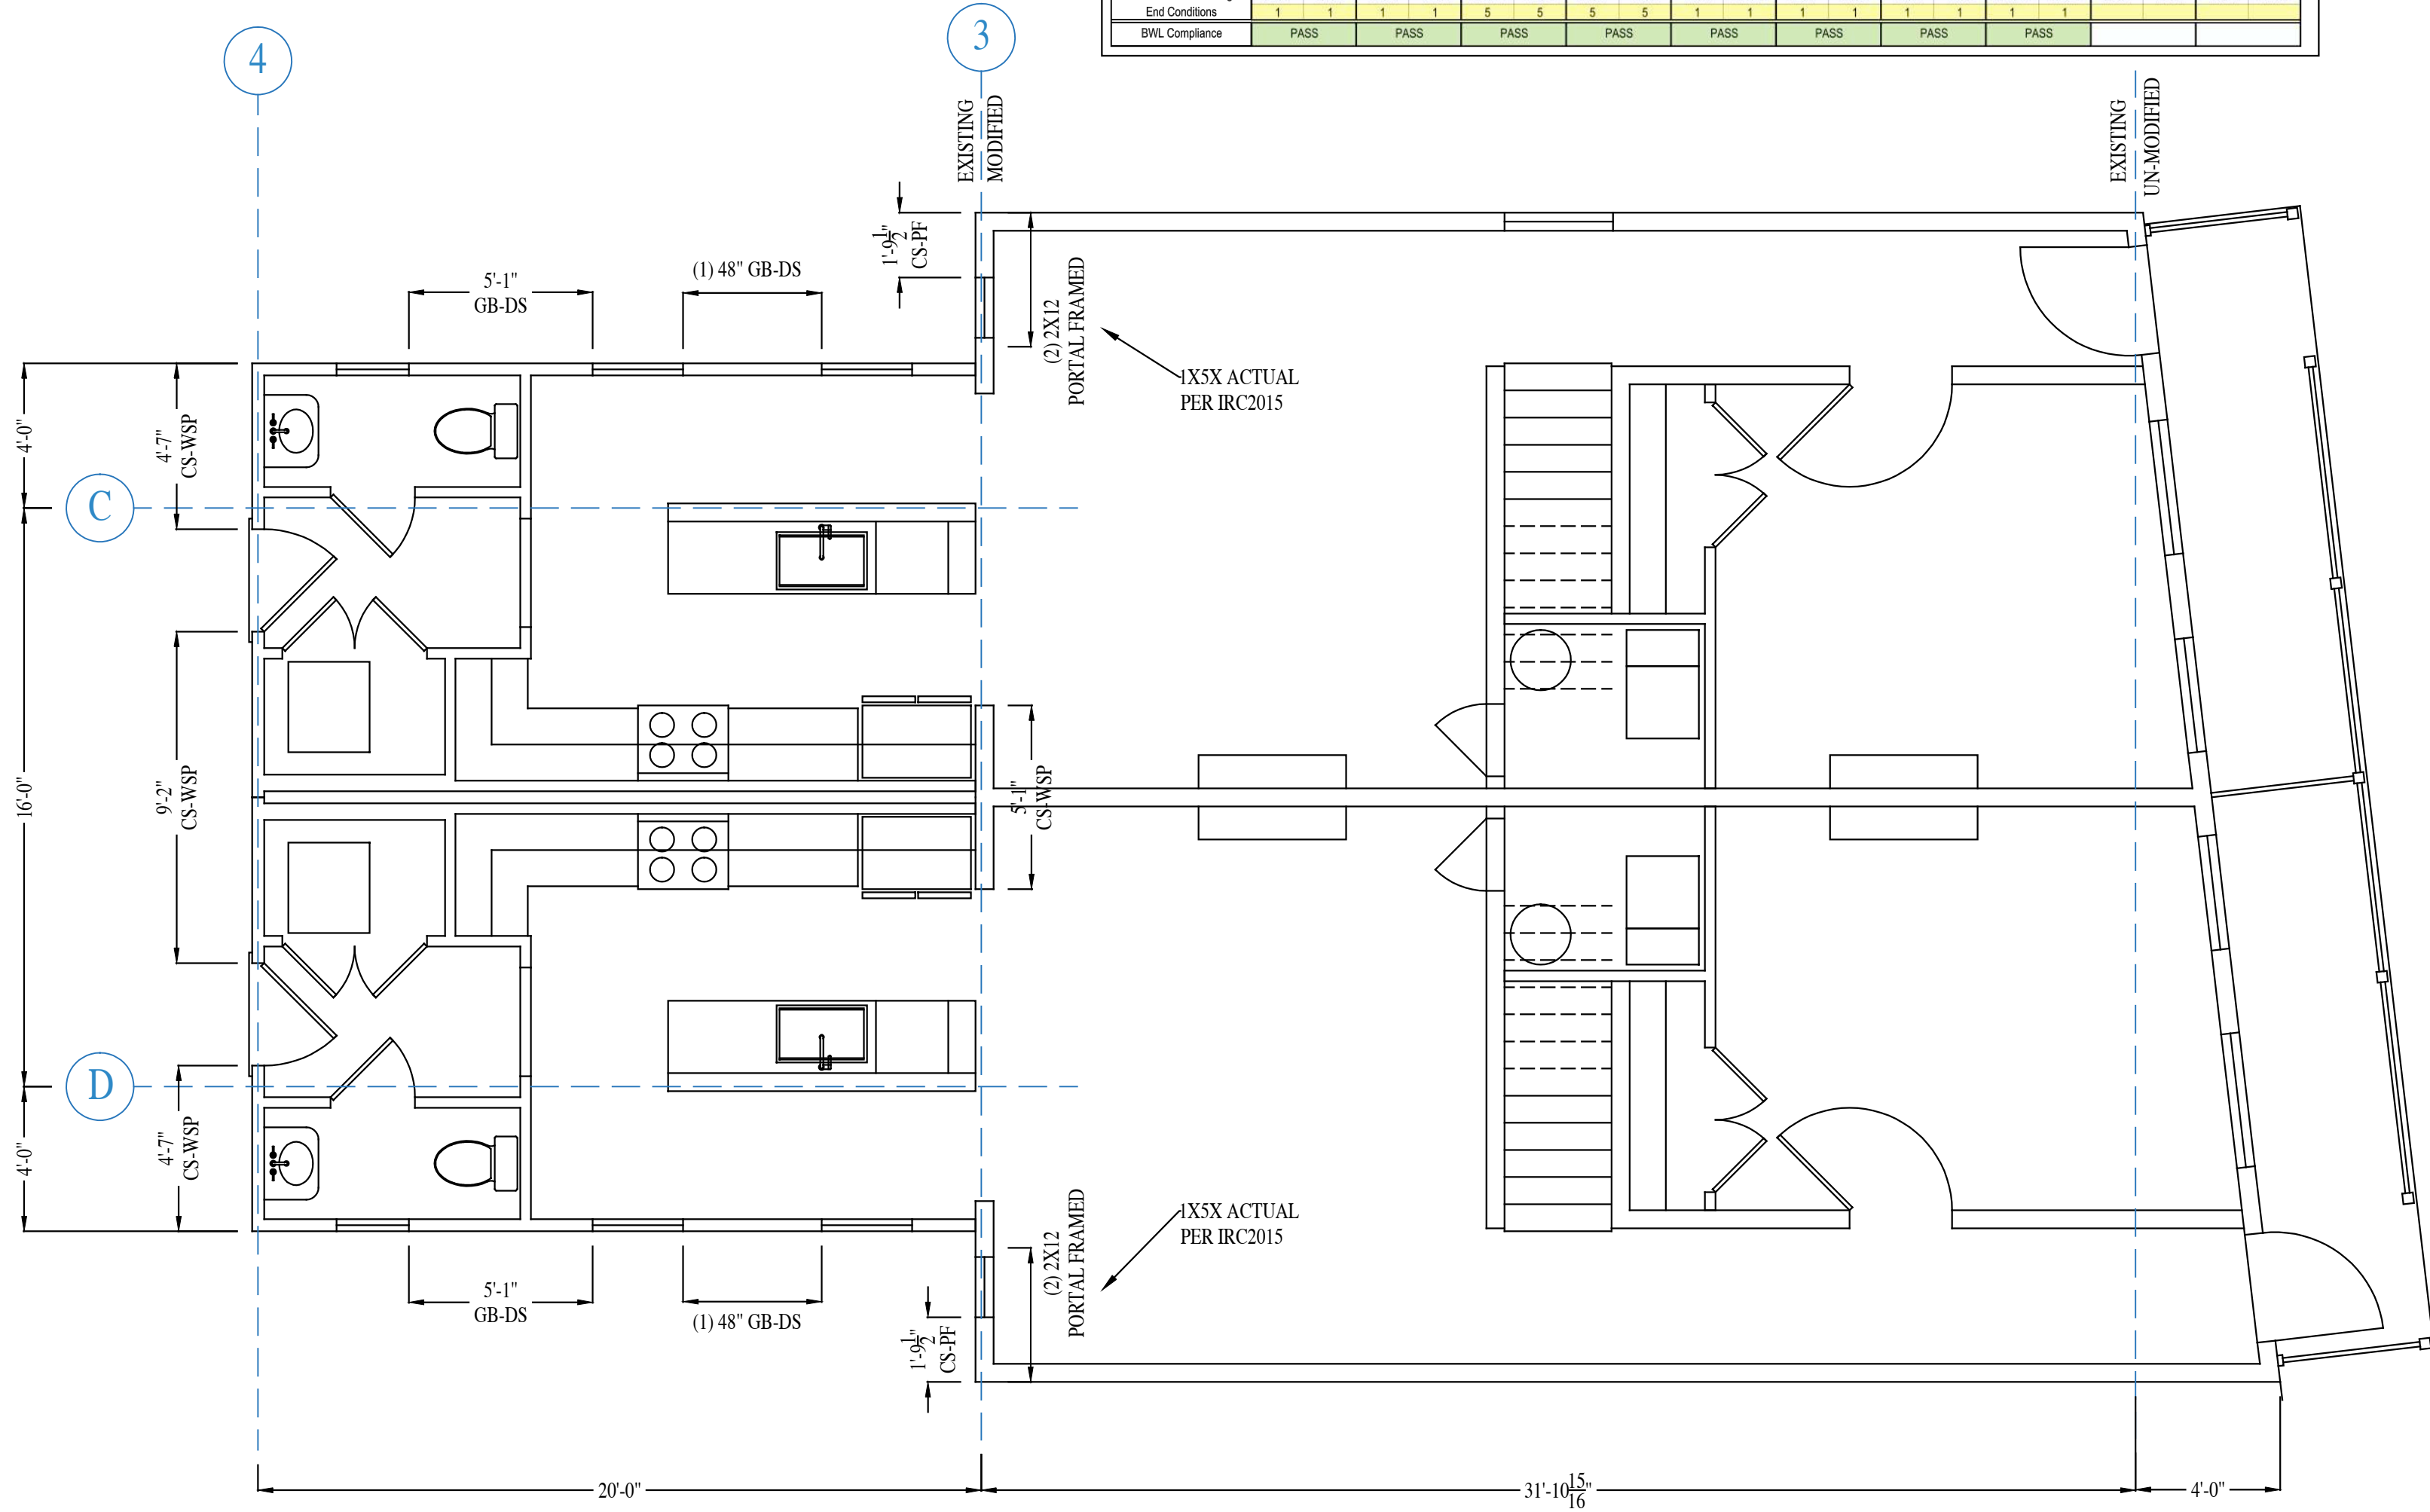 End Conditions 1 1 1 1 5 5 5 5 1 1 1 1 1 1 1 1
BWL Compliance PASS PASS PASS PASS PASS PASS PASS PASS
4
3
EXISTING
MODIFIED
EXISTING
UN-MODIFIED
5'-1"
GB-DS
(1) 48" GB-DS
1'-9 1/2"
CS-PF
(2) 2X12
PORTAL FRAMED
1X5X ACTUAL
PER IRC2015
4'-0"
4'-7"
CS-WSP
C
16'-0"
9'-2"
CS-WSP
5'-1"
CS-WSP
D
4'-0"
4'-7"
CS-WSP
5'-1"
GB-DS
(1) 48" GB-DS
1'-9 1/2"
CS-PF
(2) 2X12
PORTAL FRAMED
1X5X ACTUAL
PER IRC2015
20'-0"
31'-10 15/16"
4'-0"